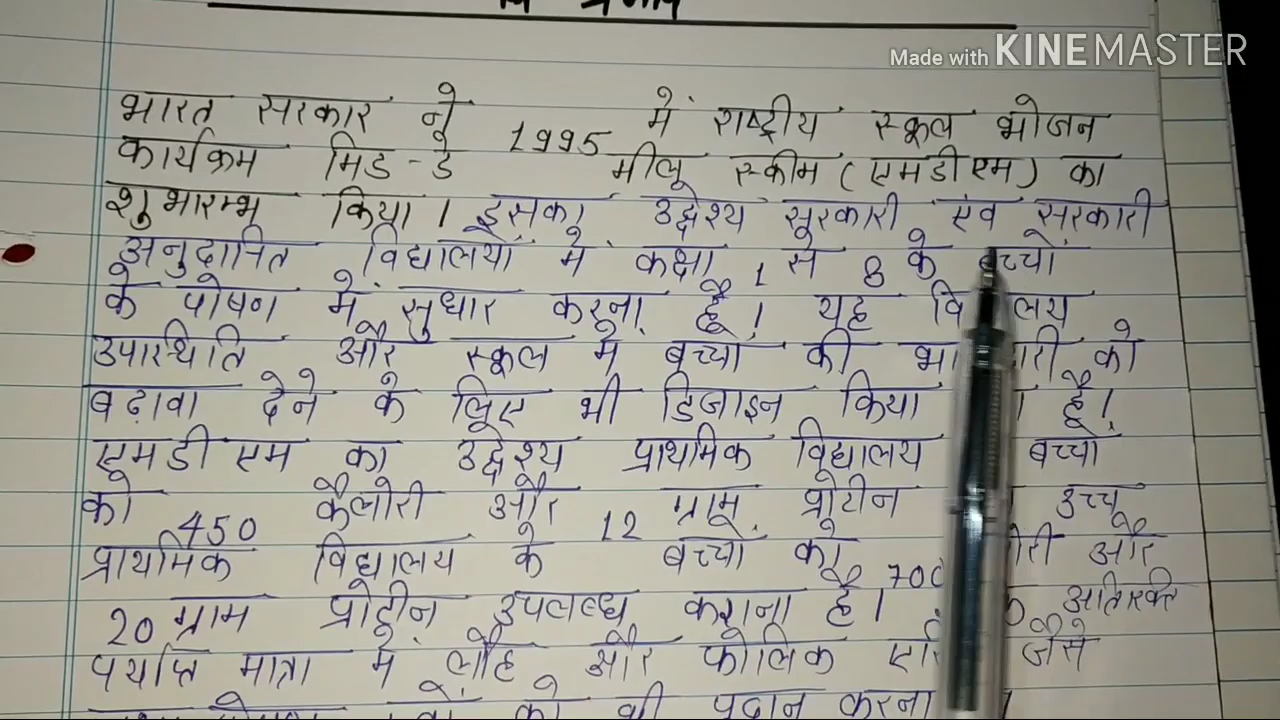 Made with KINEMASTER
भारत सरकार ने 1995 में राष्ट्रीय स्कूल भोजन
कार्यक्रम मिड-डे मील स्कीम (एमडीएम) का
शुभारम्भ किया। इसका उद्देश्य सरकारी एंव सरकारी
अनुदानित विद्यालयों में कक्षा 1 से 8 के बच्चों
के पोषण में सुधार करना है। यह
उपस्थिति और स्कूल में बच्चों की को
बढ़ावा देने के लिए भी डिजाइन किया है।
एमडीएम का उद्देश्य प्राथमिक विद्यालय बच्चों
को 450 कैलोरी और 12 ग्राम प्रोटीन उच्च
प्राथमिक विद्यालय के बच्चों को 700 और
20 ग्राम प्रोटीन उपलब्ध कराना है। अतिरिक्त
पर्याप्त मात्रा में लौह और फोलिक जैसे
को भी प्रदान करना